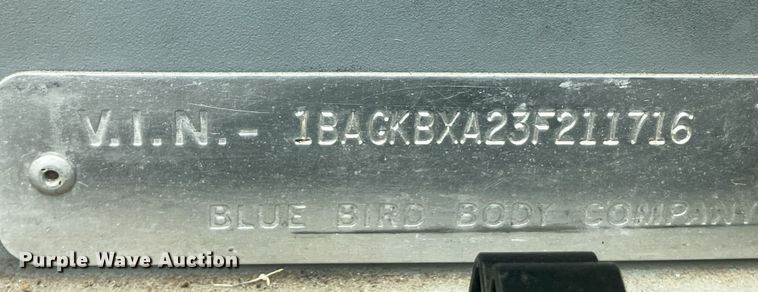 V.I.N.- 1BAGKBXA23F211716
BLUE BIRD BODY COMPANY
Purple Wave Auction